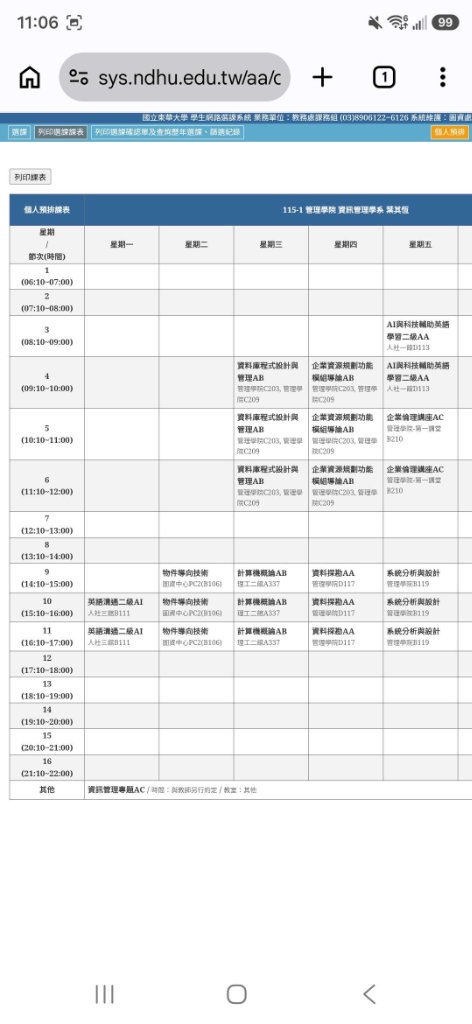 11:06
99
sys.ndhu.edu.tw/aa/c
1
國立東華大學 學生網路選課系統 業務單位：教務處課務組 (03)8906122~6126 系統維護：圖資處
選課
列印選課課表
列印選課確認單及查詢歷年選課、篩選紀錄
個人預排
列印課表
個人預排課表
115-1 管理學院 資訊管理學系 葉其恆
星期
/
節次(時間)
星期一
星期二
星期三
星期四
星期五
1
(06:10~07:00)
2
(07:10~08:00)
3
(08:10~09:00)
AI與科技輔助英語
學習二級AA
人社一館D113
4
(09:10~10:00)
資料庫程式設計與
管理AB
管理學院C203, 管理學
院C209
企業資源規劃功能
模組導論AB
管理學院C203, 管理學
院C209
AI與科技輔助英語
學習二級AA
人社一館D113
5
(10:10~11:00)
資料庫程式設計與
管理AB
管理學院C203, 管理學
院C209
企業資源規劃功能
模組導論AB
管理學院C203, 管理學
院C209
企業倫理講座AC
管理學院-第一講堂
B210
6
(11:10~12:00)
資料庫程式設計與
管理AB
管理學院C203, 管理學
院C209
企業資源規劃功能
模組導論AB
管理學院C203, 管理學
院C209
企業倫理講座AC
管理學院-第一講堂
B210
7
(12:10~13:00)
8
(13:10~14:00)
9
(14:10~15:00)
物件導向技術
圖資中心PC2(B106)
計算機概論AB
理工二館A337
資料探勘AA
管理學院D117
系統分析與設計
管理學院B119
10
(15:10~16:00)
英語溝通二級AI
人社三館B111
物件導向技術
圖資中心PC2(B106)
計算機概論AB
理工二館A337
資料探勘AA
管理學院D117
系統分析與設計
管理學院B119
11
(16:10~17:00)
英語溝通二級AI
人社三館B111
物件導向技術
圖資中心PC2(B106)
計算機概論AB
理工二館A337
資料探勘AA
管理學院D117
系統分析與設計
管理學院B119
12
(17:10~18:00)
13
(18:10~19:00)
14
(19:10~20:00)
15
(20:10~21:00)
16
(21:10~22:00)
其他
資訊管理專題AC / 時間：與教師另行約定 / 教室：其他